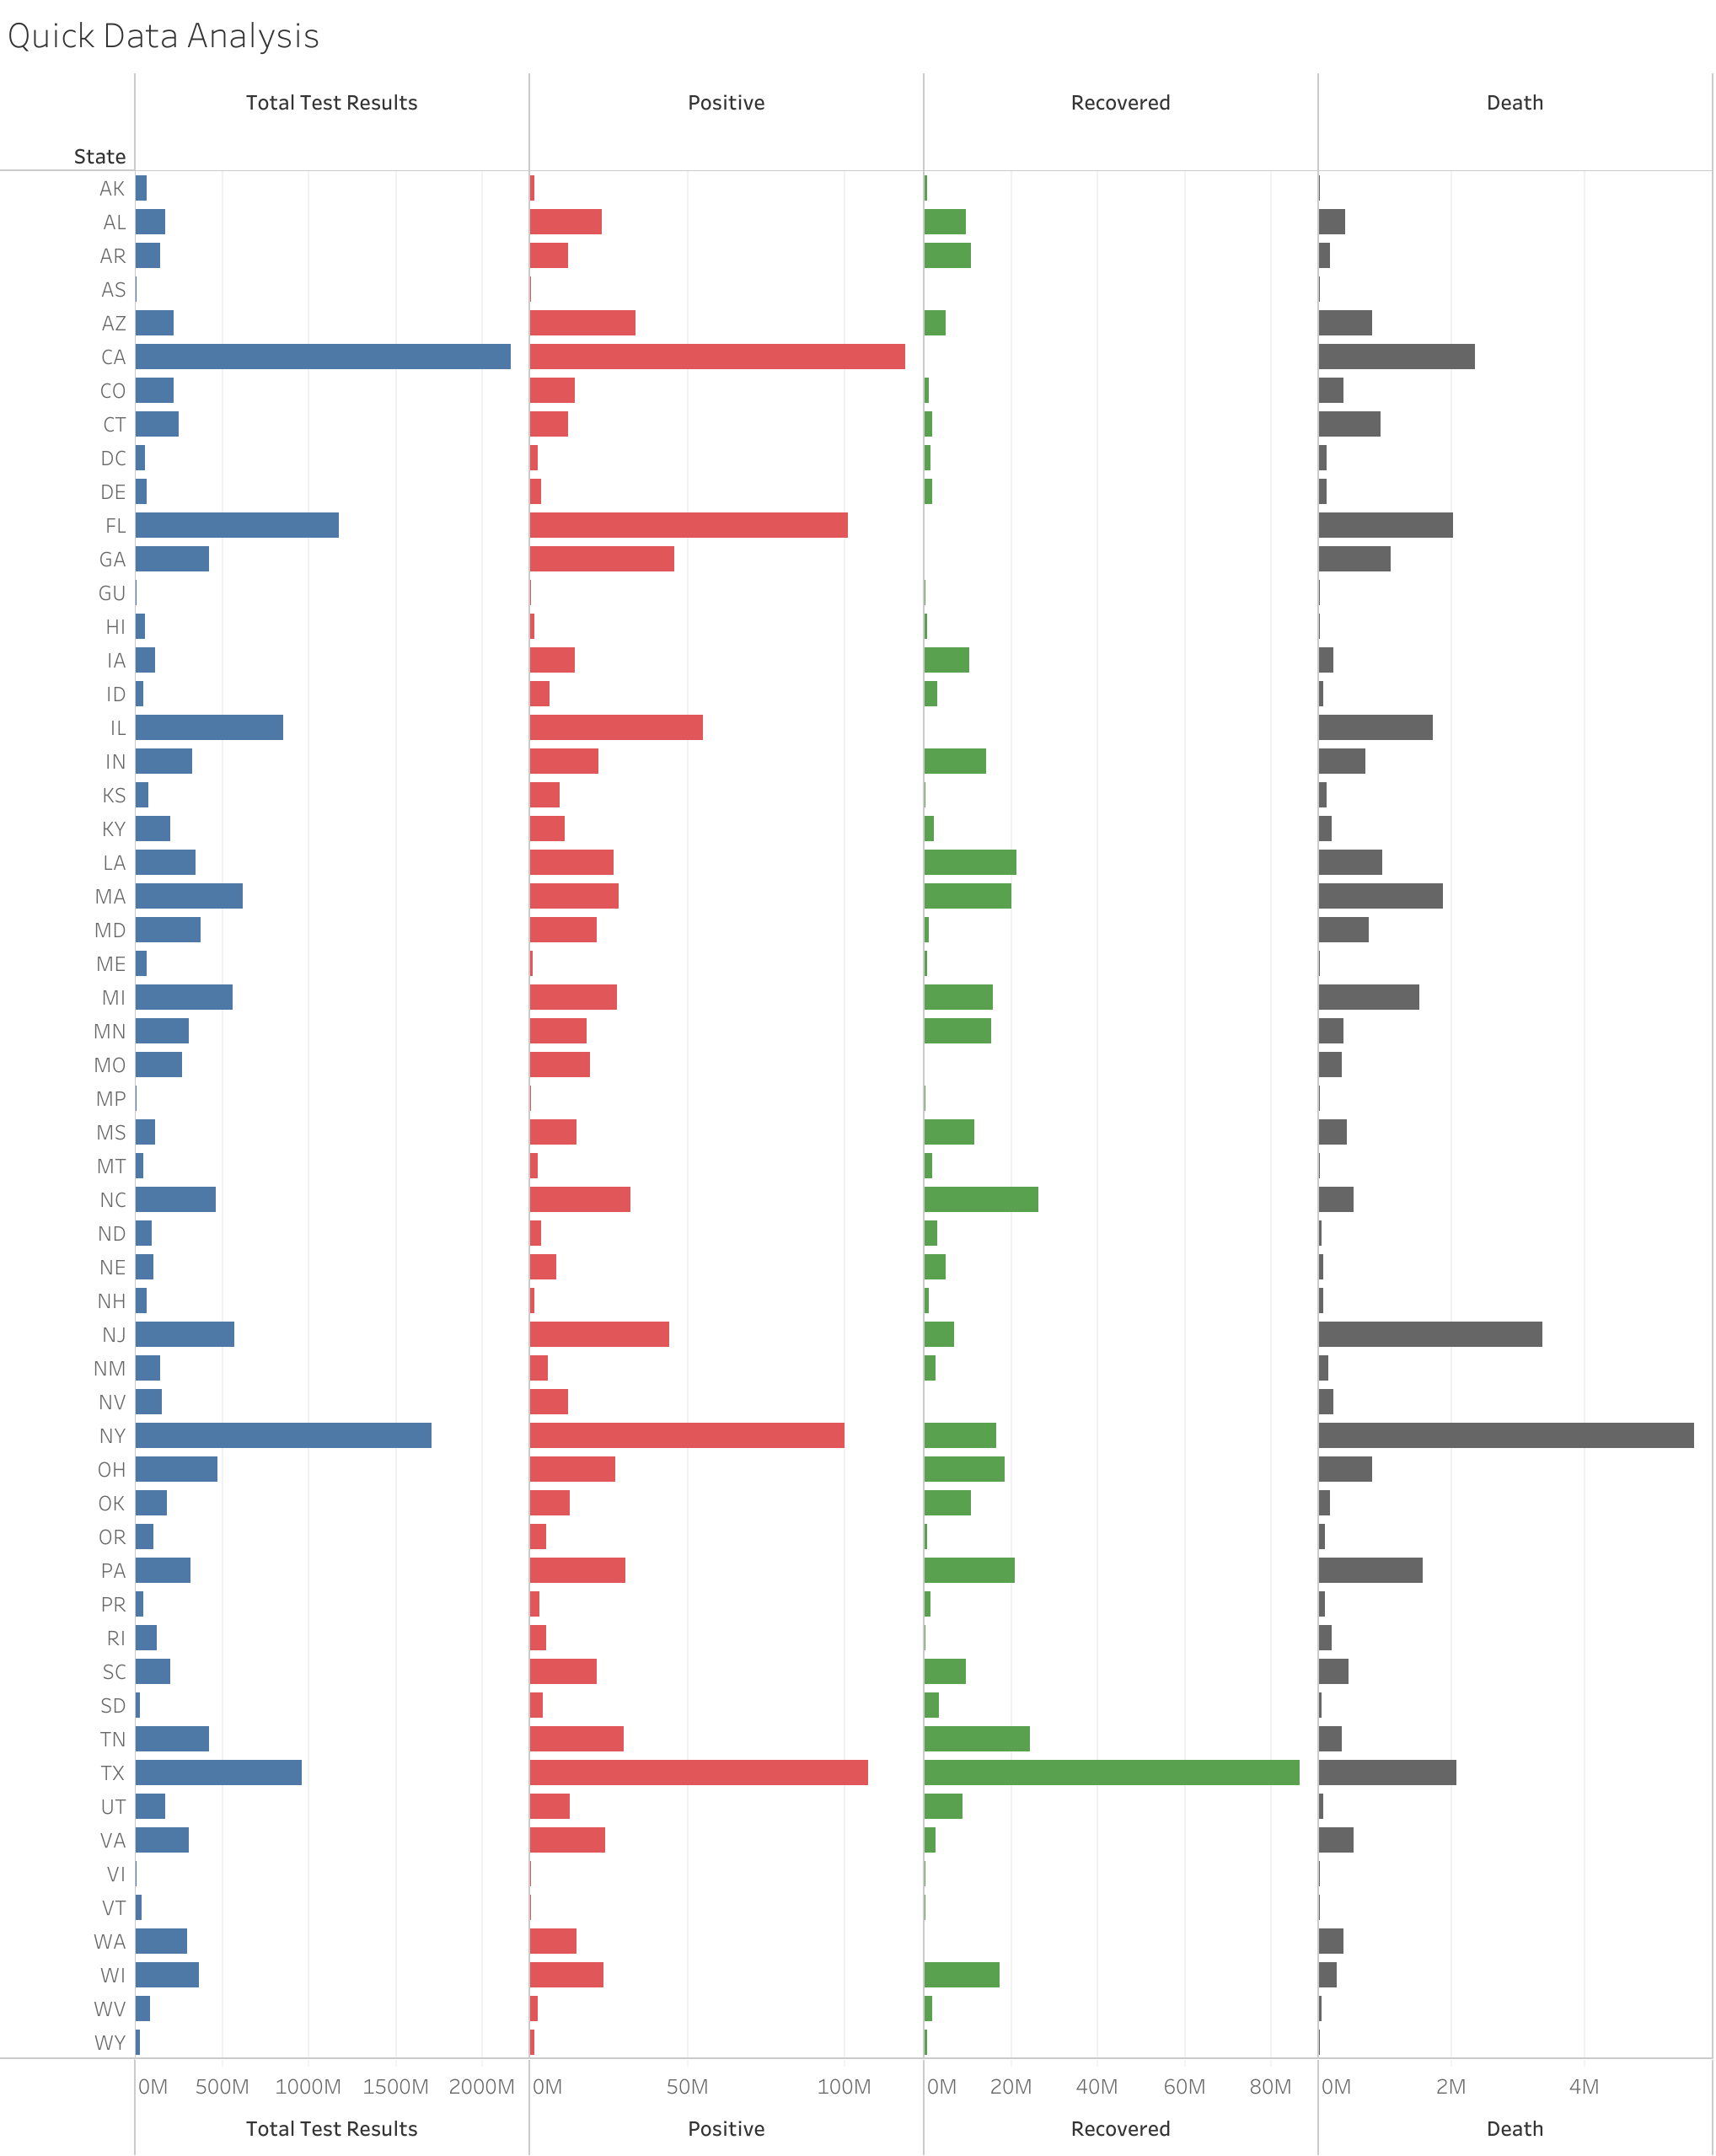 Quick Data Analysis
Total Test Results Positive Recovered Death
State
AK
AL
AR
AS
AZ
CA
CO
CT
DC
DE
FL
GA
GU
HI
IA
ID
IL
IN
KS
KY
LA
MA
MD
ME
MI
MN
MO
MP
MS
MT
NC
ND
NE
NH
NJ
NM
NV
NY
OH
OK
OR
PA
PR
RI
SC
SD
TN
TX
UT
VA
VI
VT
WA
WI
WV
WY
0M 500M 1000M 1500M 2000M 0M 50M 100M 0M 20M 40M 60M 80M 0M 2M 4M
Total Test Results Positive Recovered Death